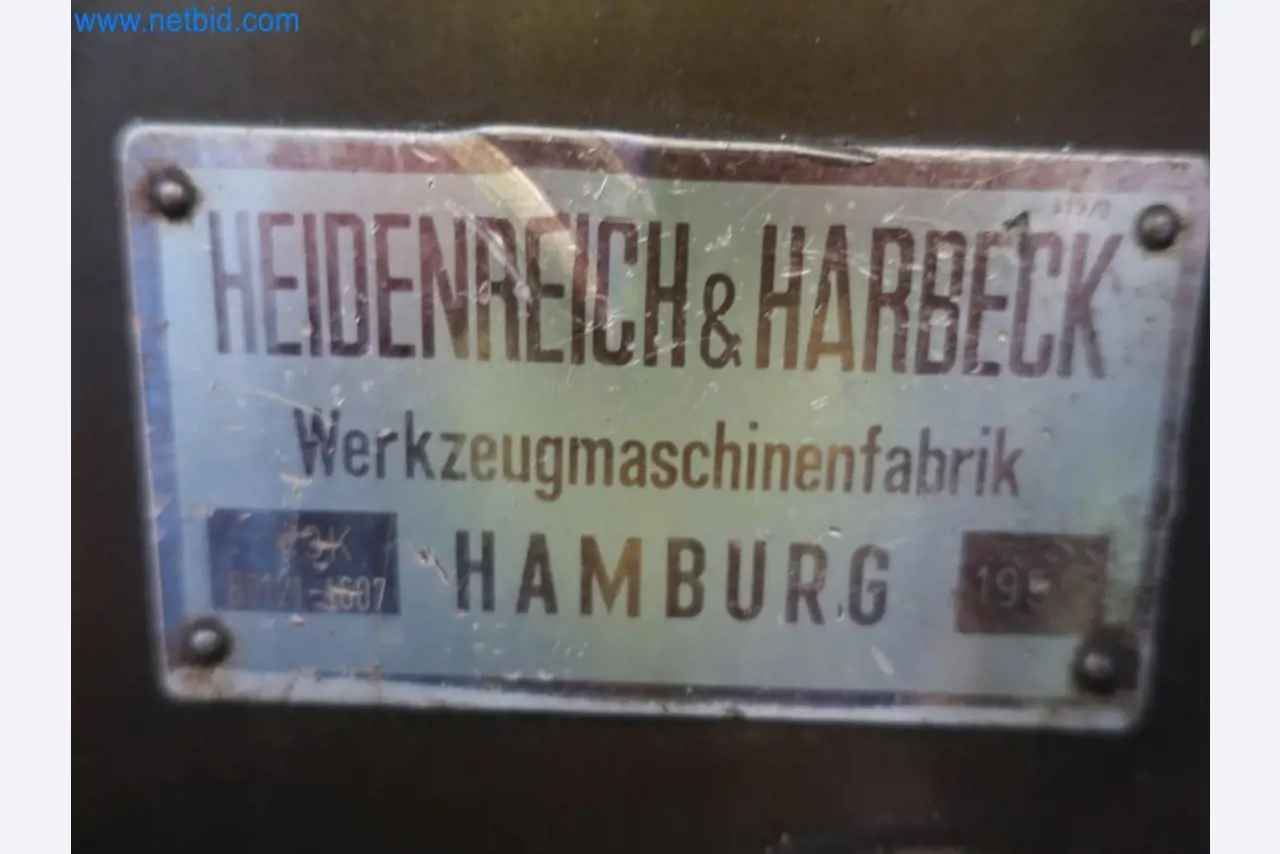 www.netbid.com
HEIDENREICH & HARBECK
Werkzeugmaschinenfabrik
HAMBURG